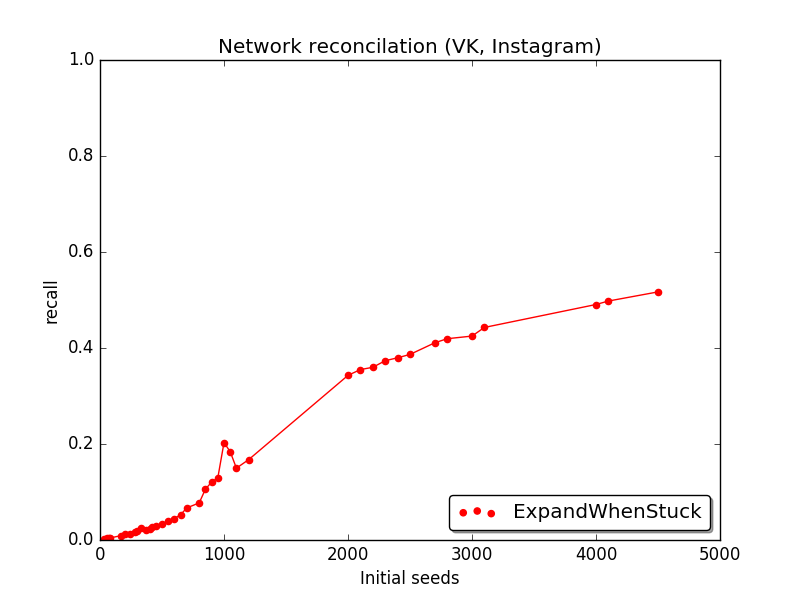 Network reconcilation (VK, Instagram)
1.0
0.8
0.6
0.4
0.2
0.0
recall
0 1000 2000 3000 4000 5000
Initial seeds
ExpandWhenStuck